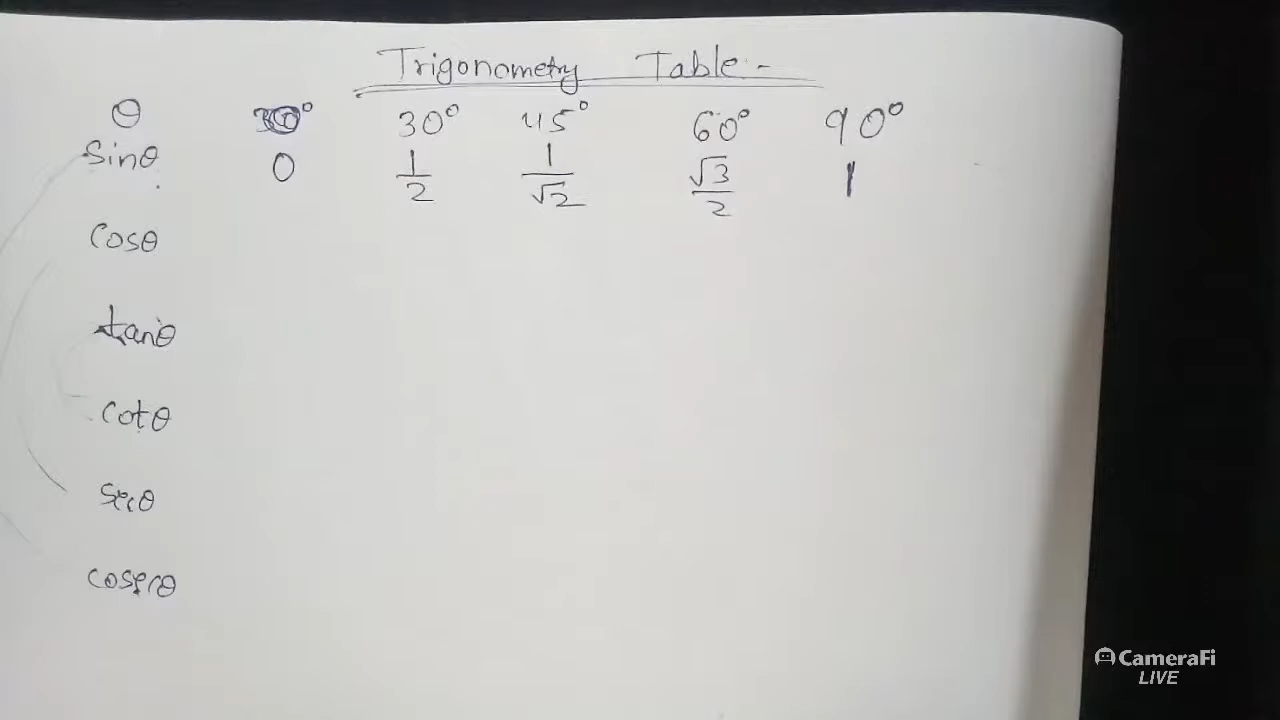 Trigonometry Table -
θ 0° 30° 45° 60° 90°
sinθ 0 1/2 1/√2 √3/2 1
cosθ
tanθ
cotθ
secθ
cosecθ
CameraFi
LIVE